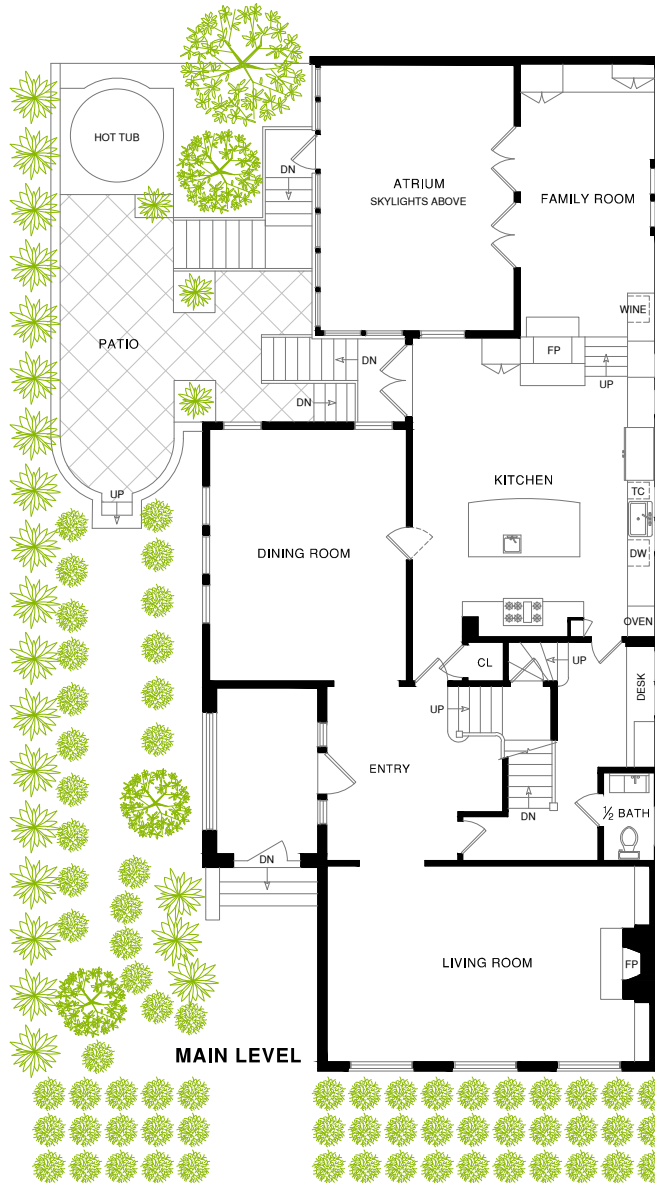 HOT TUB
DN
ATRIUM
SKYLIGHTS ABOVE
FAMILY ROOM
WINE
PATIO
DN
FP
UP
DN
KITCHEN
UP
TC
DINING ROOM
DW
OVEN
CL
UP
DESK
UP
ENTRY
DN
½ BATH
DN
LIVING ROOM
FP
MAIN LEVEL